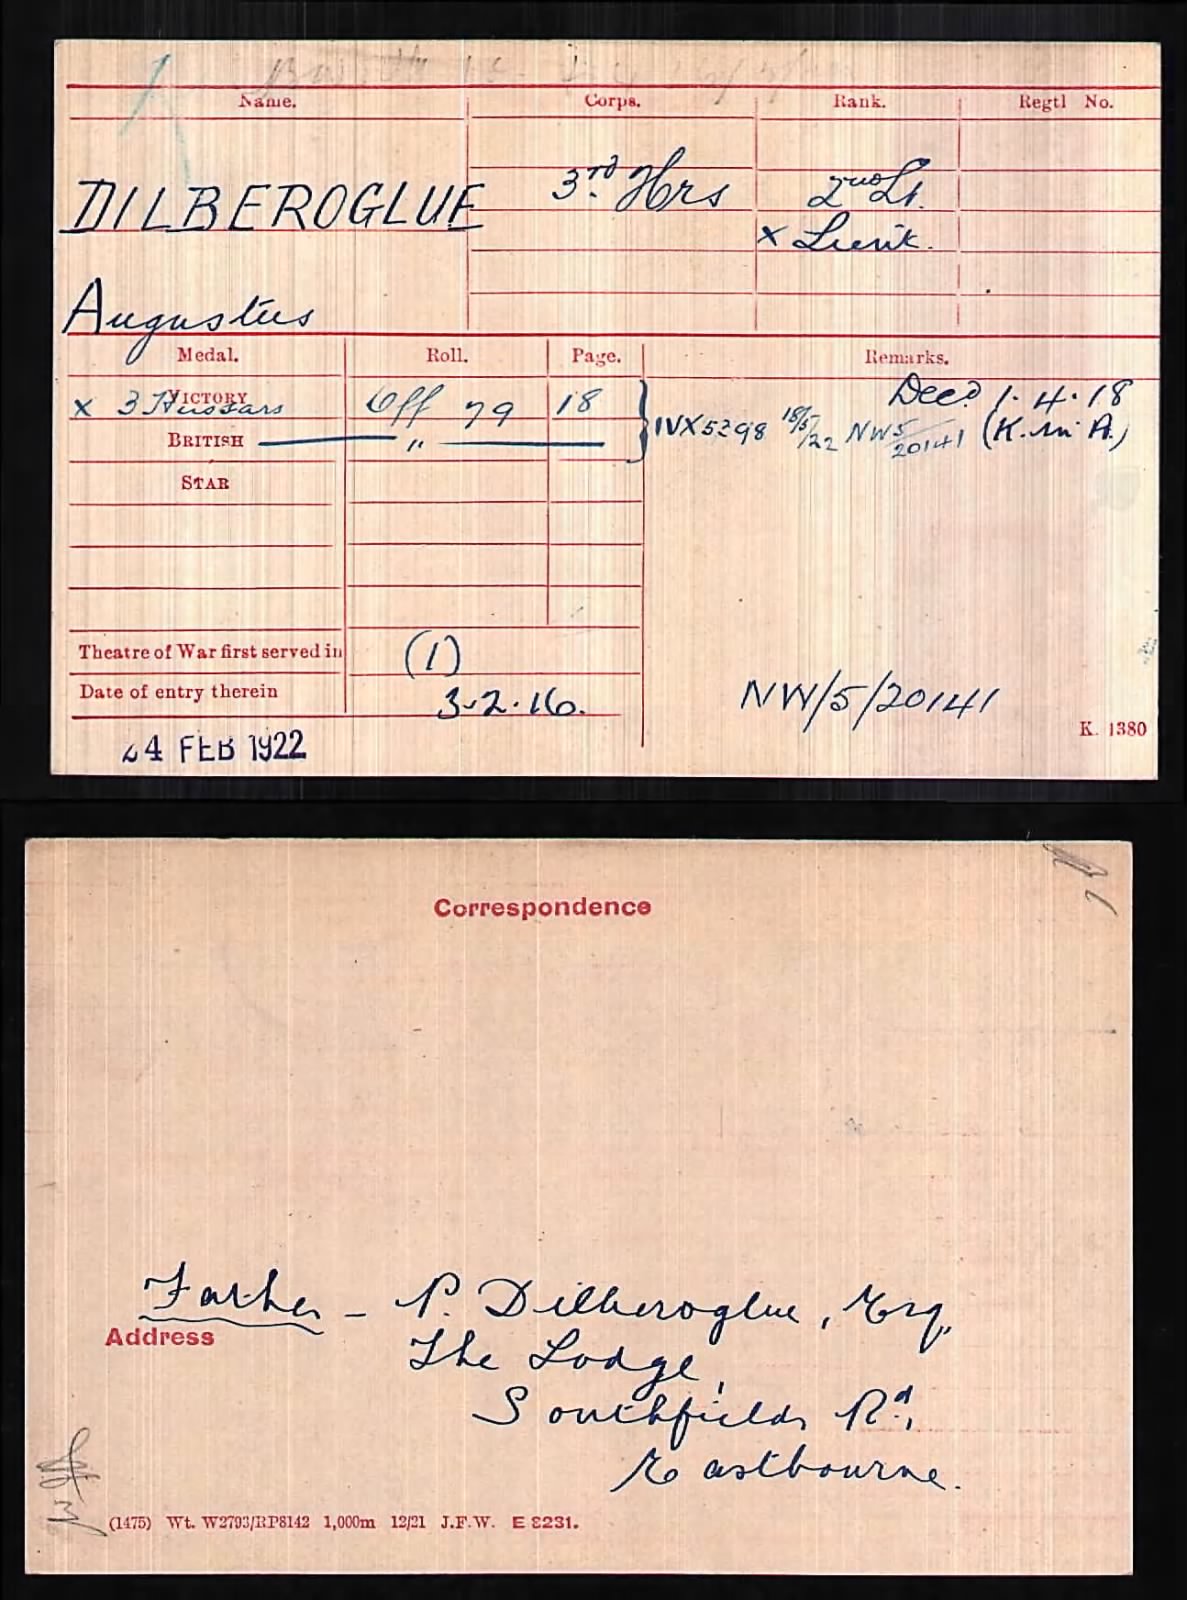 Name. Corps. Rank. Regtl No.
DILBEROGLUE 3rd Hrs 2nd Lt.
x Lieut.
Augustus
Medal. Roll. Page. Remarks.
VICTORY x 3 Hussars Off 79 18 Decd 1.4.18
BRITISH " IVX5298 18/5/22 NW5/20141 (K. in A.)
STAR
Theatre of War first served in (1)
Date of entry therein 3.2.16. NW/5/20141
K. 1380
24 FEB 1922
Correspondence
Father - P. Dilberoglue, Esq,
Address The Lodge,
Southfields Rd,
Eastbourne.
(1475) Wt. W2793/RP8142 1,000m 12/21 J.F.W. E 2231.